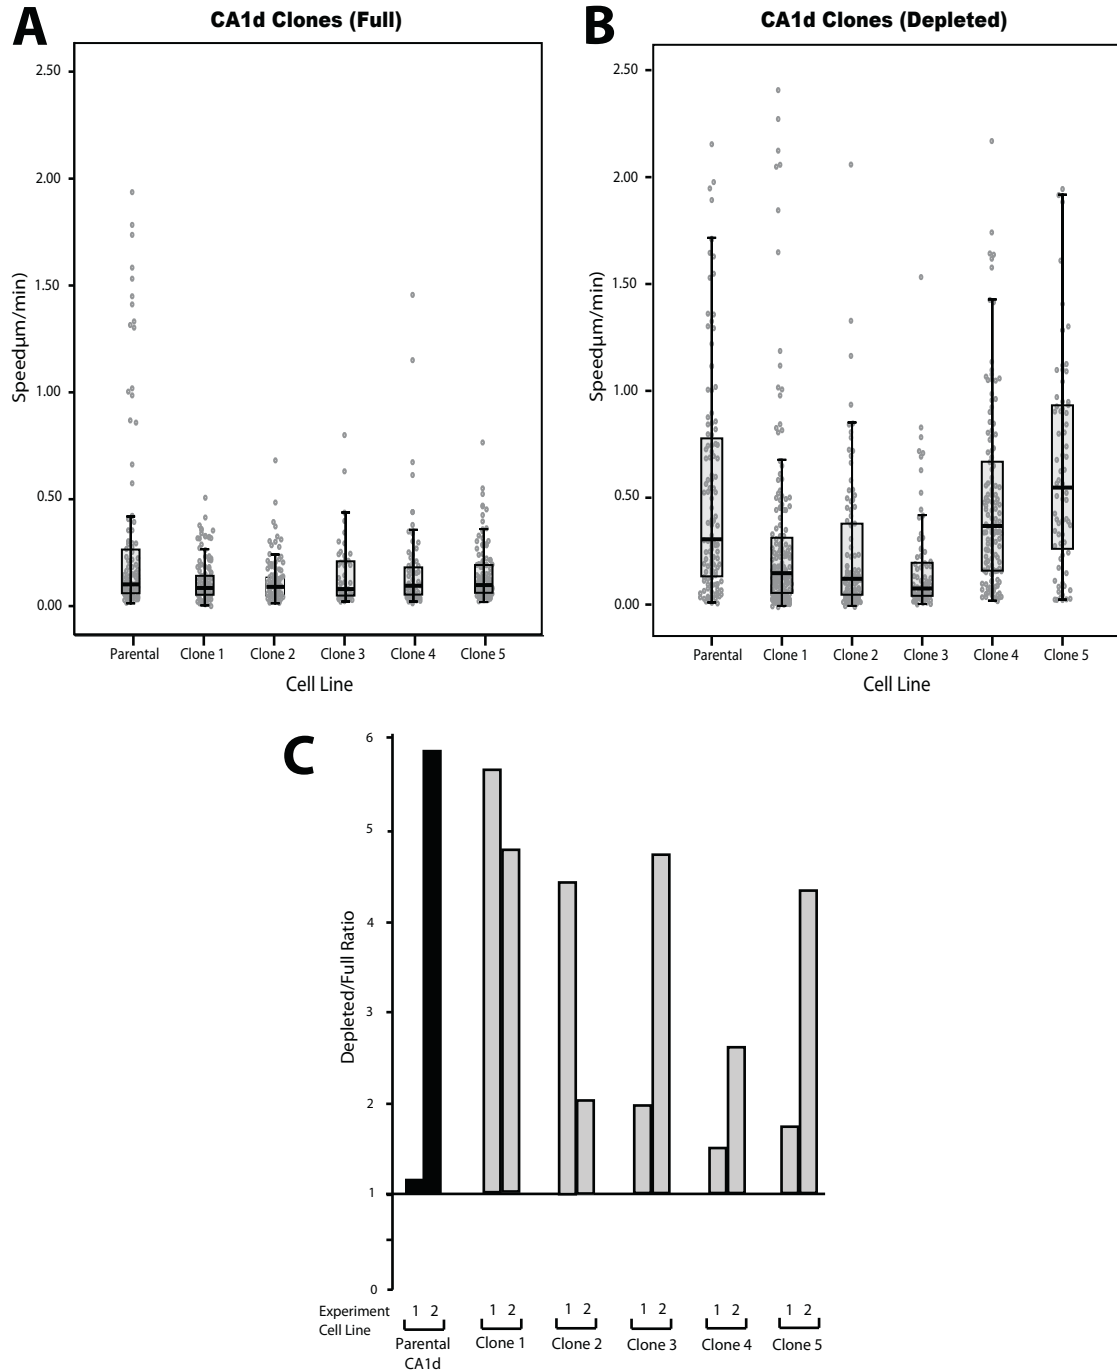 A
CA1d Clones (Full)
2.50
2.00
1.50
1.00
0.50
0.00
Speedμm/min)
Parental Clone 1 Clone 2 Clone 3 Clone 4 Clone 5
Cell Line
B
CA1d Clones (Depleted)
2.50
2.00
1.50
1.00
0.50
0.00
Speedμm/min)
Parental Clone 1 Clone 2 Clone 3 Clone 4 Clone 5
Cell Line
C
6
5
4
3
2
1
0
Depleted/Full Ratio
Experiment 1 2 1 2 1 2 1 2 1 2 1 2
Cell Line
Parental Clone 1 Clone 2 Clone 3 Clone 4 Clone 5
CA1d